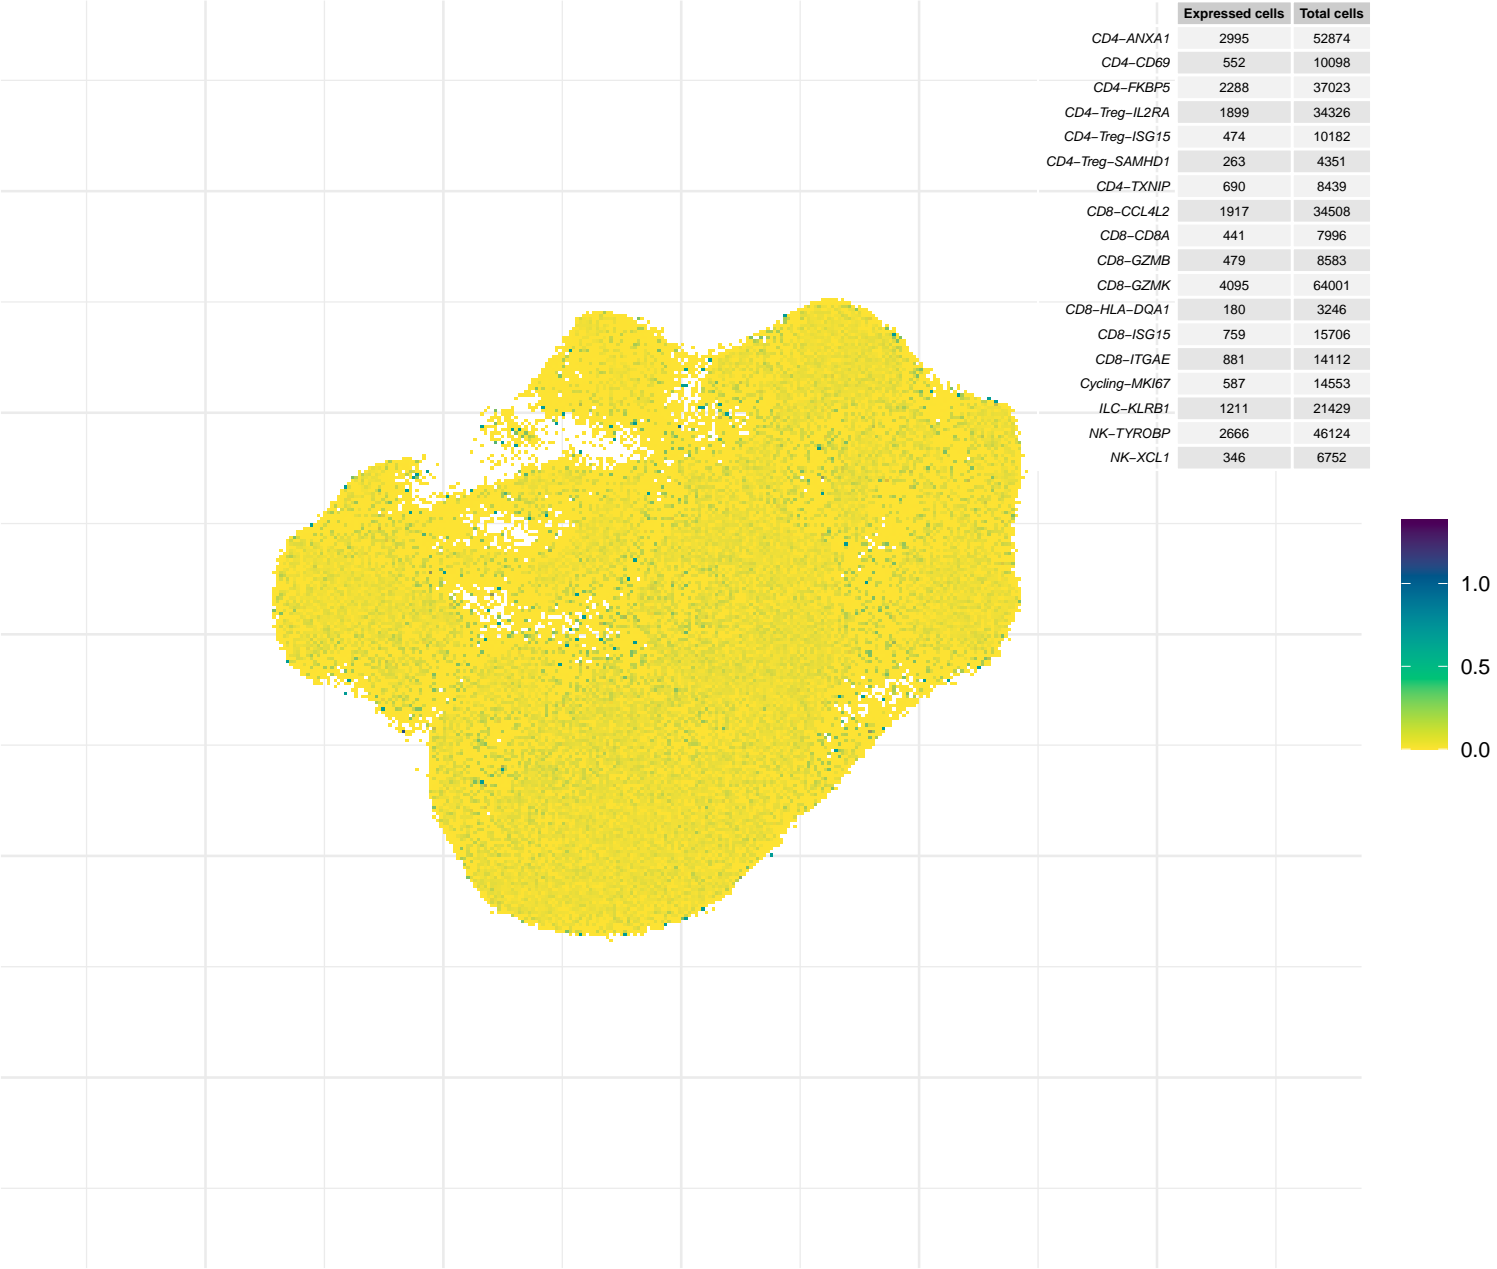 Expressed cells Total cells
CD4−ANXA1 2995 52874
CD4−CD69 552 10098
CD4−FKBP5 2288 37023
CD4−Treg−IL2RA 1899 34326
CD4−Treg−ISG15 474 10182
CD4−Treg−SAMHD1 263 4351
CD4−TXNIP 690 8439
CD8−CCL4L2 1917 34508
CD8−CD8A 441 7996
CD8−GZMB 479 8583
CD8−GZMK 4095 64001
CD8−HLA−DQA1 180 3246
CD8−ISG15 759 15706
CD8−ITGAE 881 14112
Cycling−MKI67 587 14553
ILC−KLRB1 1211 21429
NK−TYROBP 2666 46124
NK−XCL1 346 6752
1.0
0.5
0.0